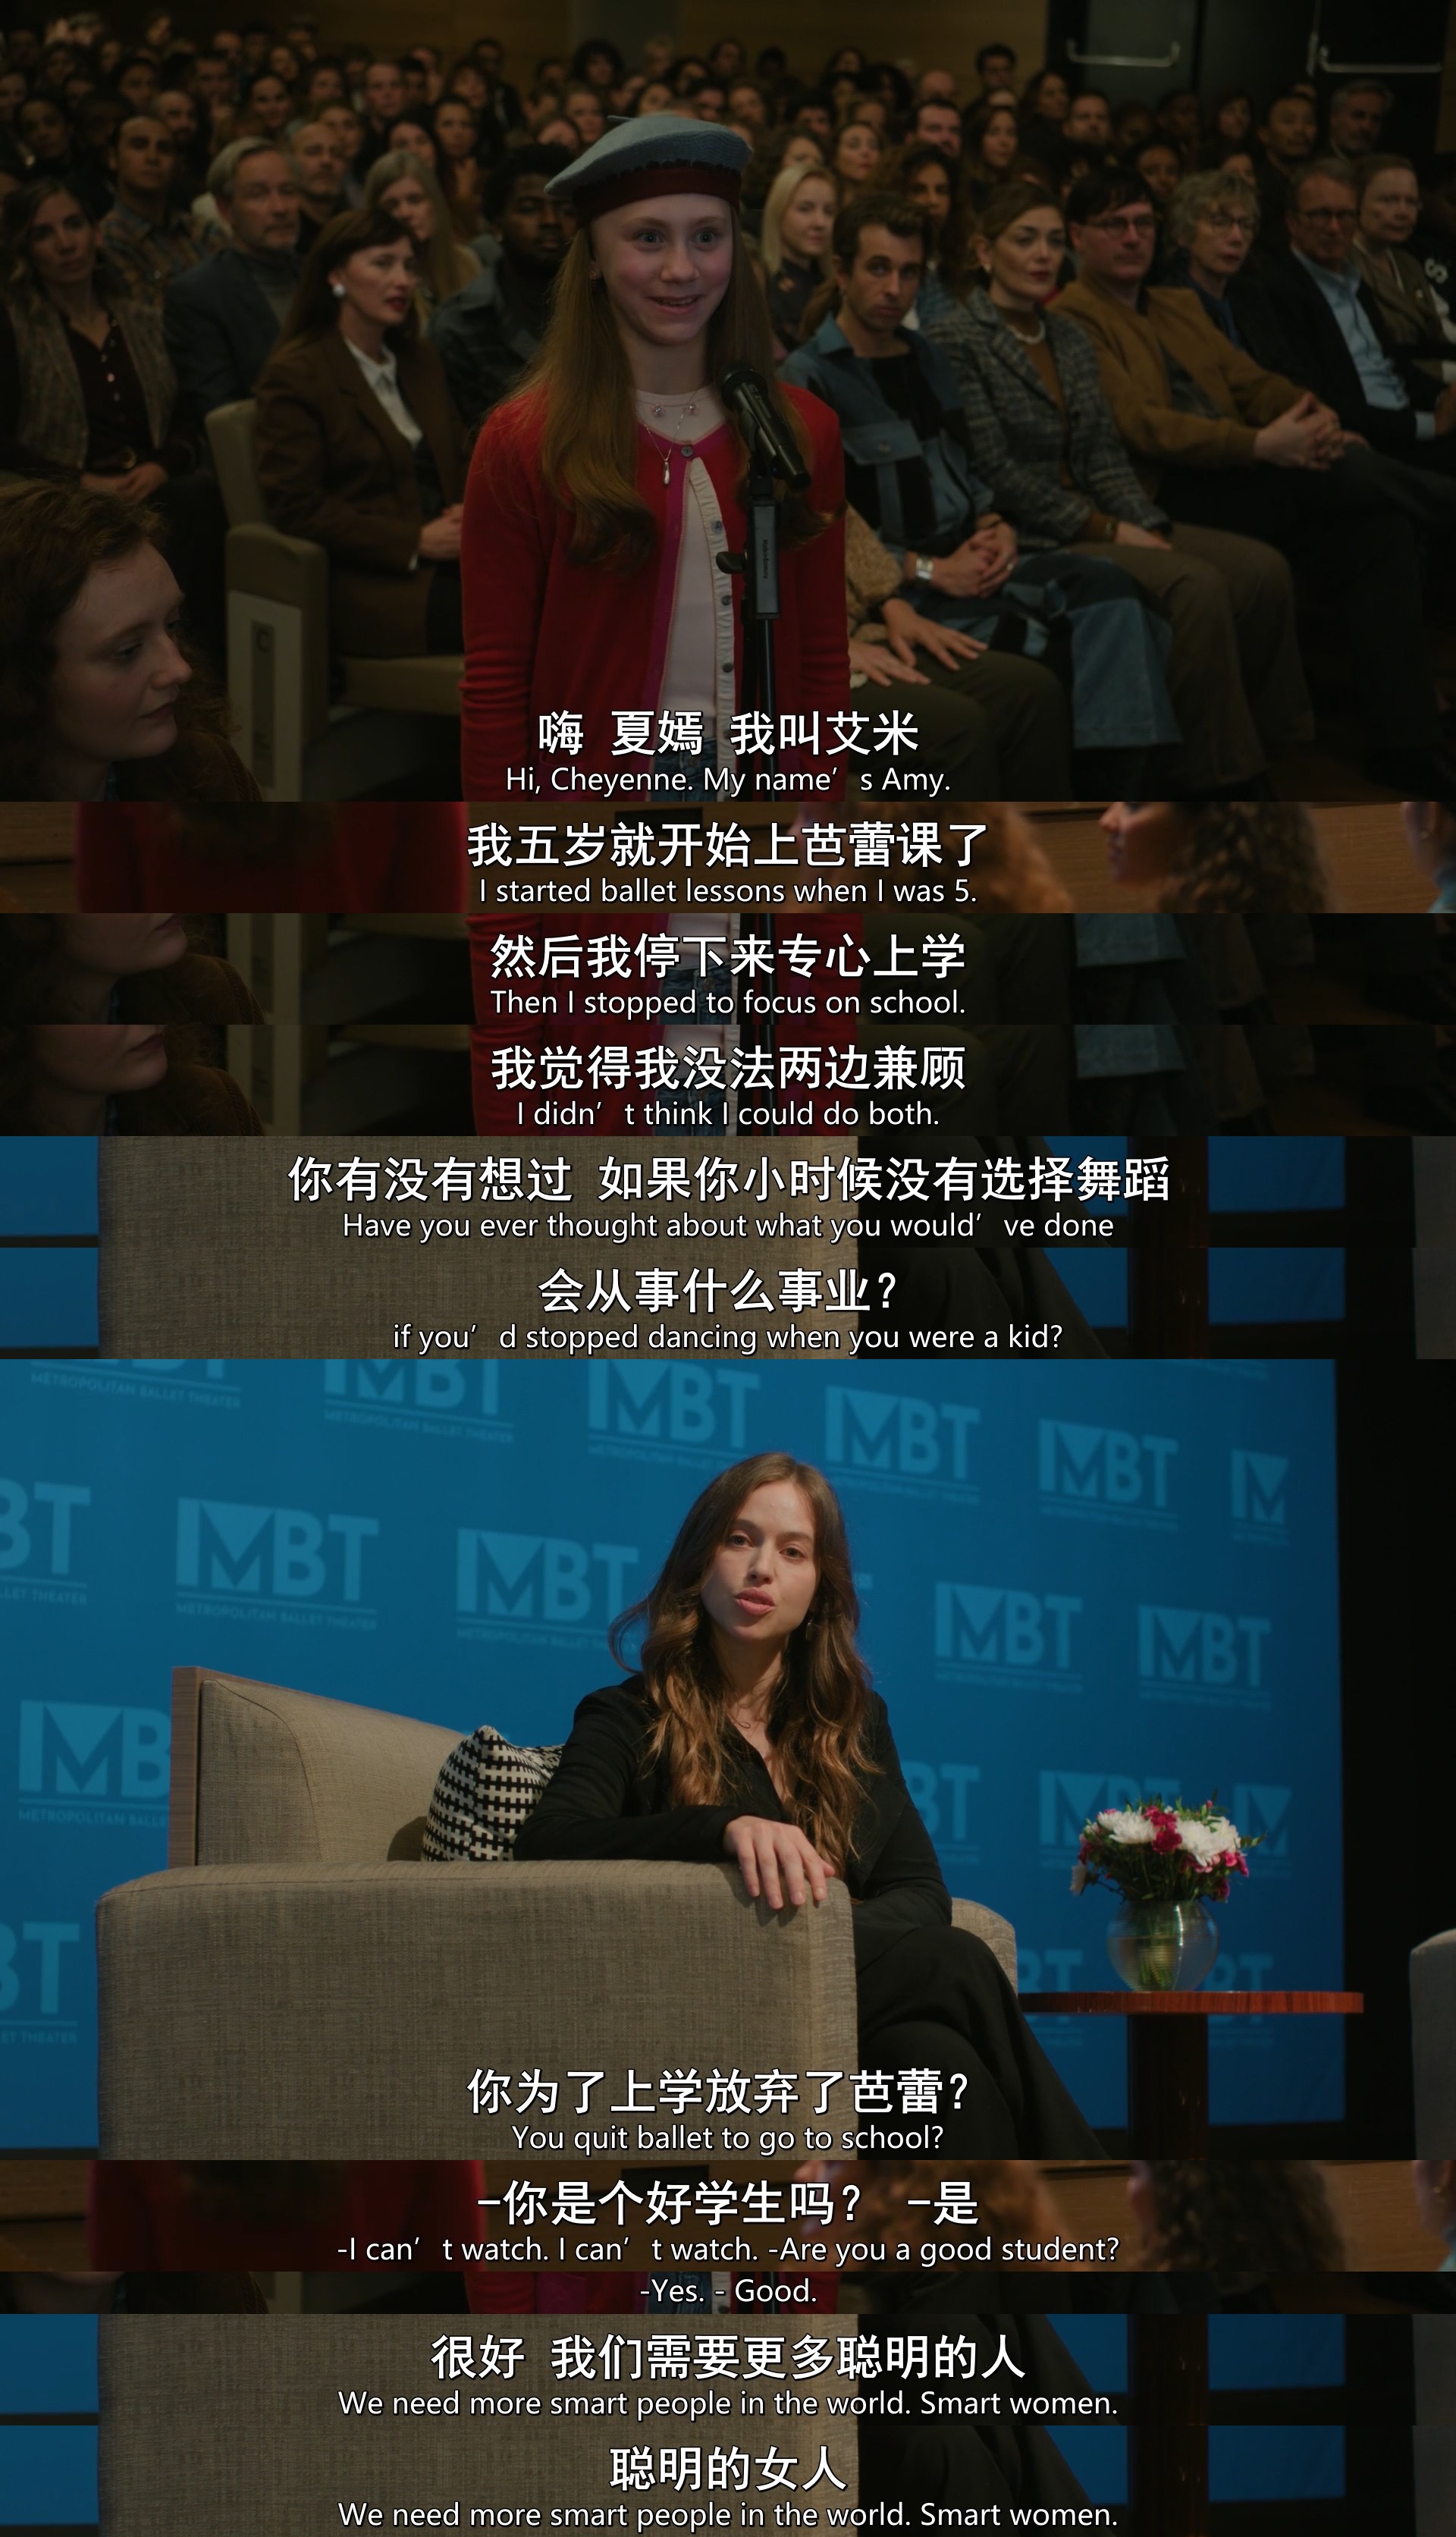 嗨 夏嫣 我叫艾米
Hi, Cheyenne. My name's Amy.
我五岁就开始上芭蕾课了
I started ballet lessons when I was 5.
然后我停下来专心上学
Then I stopped to focus on school.
我觉得我没法两边兼顾
I didn't think I could do both.
你有没有想过 如果你小时候没有选择舞蹈
Have you ever thought about what you would've done
会从事什么事业？
if you'd stopped dancing when you were a kid?
MBT
METROPOLITAN BALLET THEATER
你为了上学放弃了芭蕾？
You quit ballet to go to school?
-你是个好学生吗？ -是
-I can't watch. I can't watch. -Are you a good student?
-Yes. - Good.
很好 我们需要更多聪明的人
We need more smart people in the world. Smart women.
聪明的女人
We need more smart people in the world. Smart women.